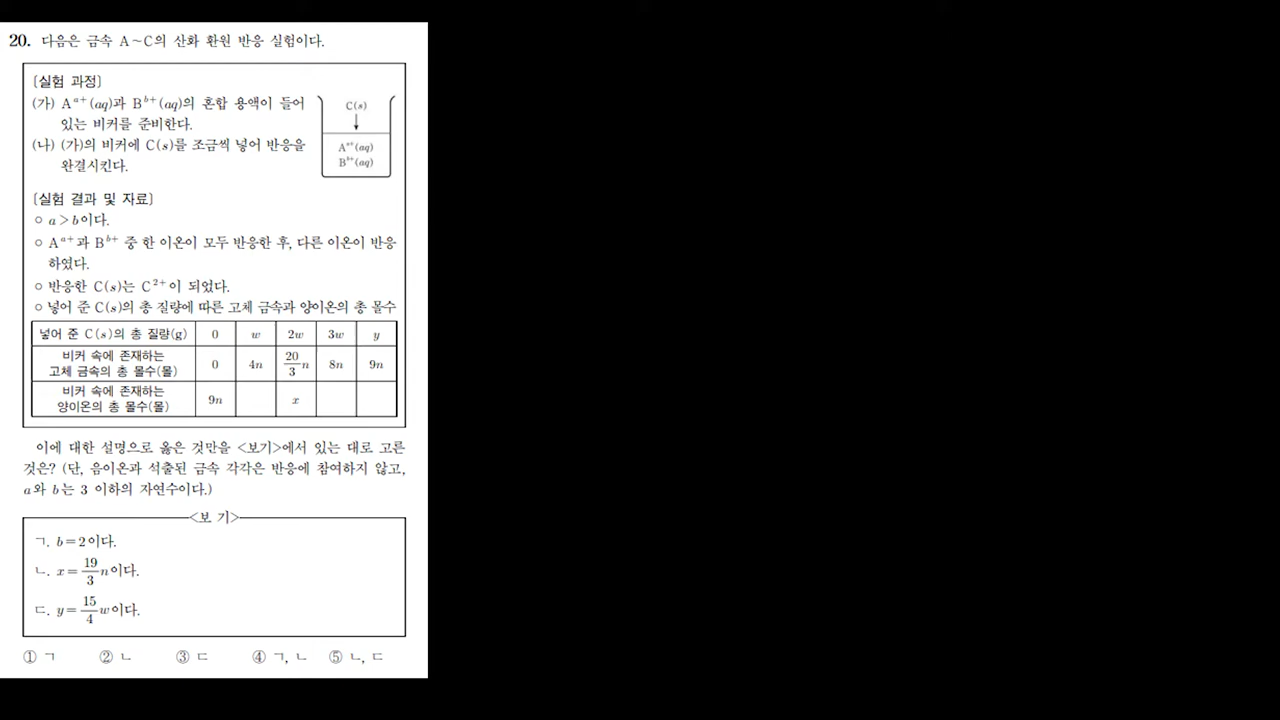 20. 다음은 금속 A~C의 산화 환원 반응 실험이다.
[실험 과정]
(가) Aᵃ⁺(aq)과 Bᵇ⁺(aq)의 혼합 용액이 들어
있는 비커를 준비한다.
(나) (가)의 비커에 C(s)를 조금씩 넣어 반응을
완결시킨다.
C(s)
Aᵃ⁺(aq)
Bᵇ⁺(aq)
[실험 결과 및 자료]
○ a > b이다.
○ Aᵃ⁺과 Bᵇ⁺ 중 한 이온이 모두 반응한 후, 다른 이온이 반응
하였다.
○ 반응한 C(s)는 C²⁺이 되었다.
○ 넣어 준 C(s)의 총 질량에 따른 고체 금속과 양이온의 총 몰수
넣어 준 C(s)의 총 질량(g) 0 w 2w 3w y
비커 속에 존재하는
고체 금속의 총 몰수(몰) 0 4n 20/3 n 8n 9n
비커 속에 존재하는
양이온의 총 몰수(몰) 9n x
이에 대한 설명으로 옳은 것만을 <보기>에서 있는 대로 고른
것은? (단, 음이온과 석출된 금속 각각은 반응에 참여하지 않고,
a와 b는 3 이하의 자연수이다.)
<보 기>
ㄱ. b=2이다.
ㄴ. x=19/3 n이다.
ㄷ. y=15/4 w이다.
① ㄱ ② ㄴ ③ ㄷ ④ ㄱ, ㄴ ⑤ ㄴ, ㄷ